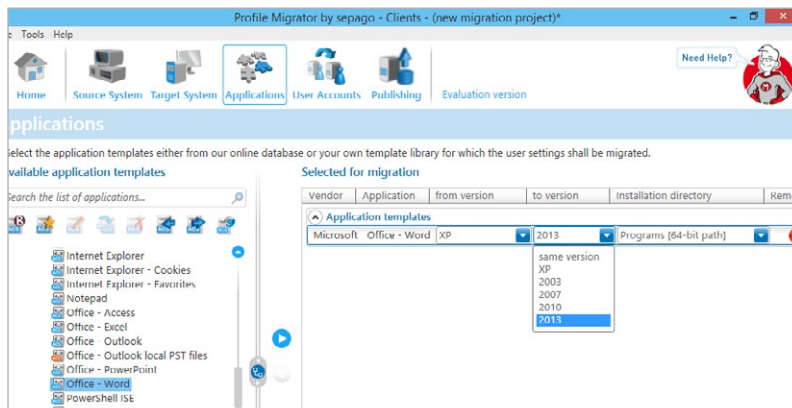 Profile Migrator by sepago - Clients - (new migration project)*
e Tools Help
Need Help?
Home Source System Target System Applications User Accounts Publishing Evaluation version
pplications
elect the application templates either from our online database or your own template library for which the user settings shall be migrated.
vailable application templates
Selected for migration
Search the list of applications...
Vendor Application from version to version Installation directory Rem
Application templates
Microsoft Office - Word XP 2013 Programs [64-bit path]
same version
XP
2003
2007
2010
2013
Internet Explorer
Internet Explorer - Cookies
Internet Explorer - Favorites
Notepad
Office - Access
Office - Excel
Office - Outlook
Office - Outlook local PST files
Office - PowerPoint
Office - Word
PowerShell ISE